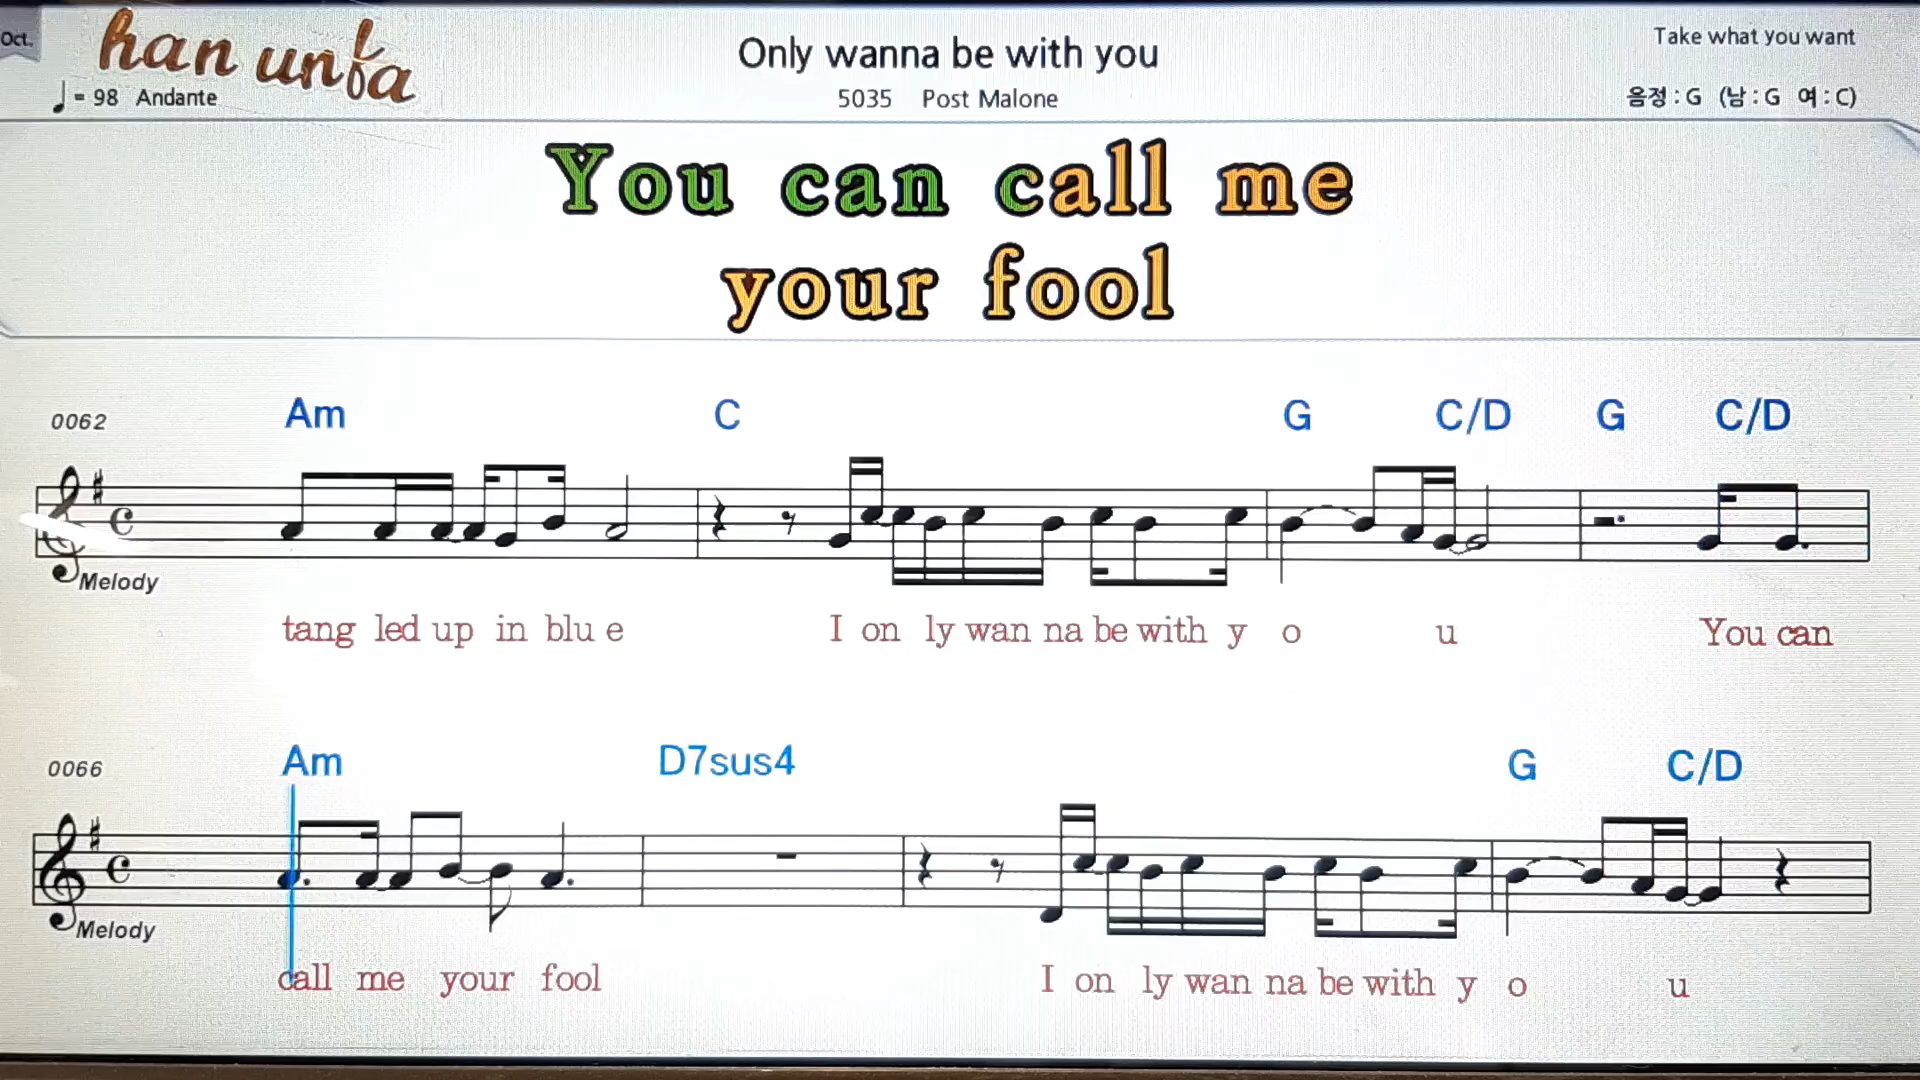 Oct.
han unfa
Only wanna be with you
Take what you want
♩= 98 Andante
5035 Post Malone
음정 : G (남 : G 여 : C)
You can call me
your fool
0062
Am C G C/D G C/D
Melody
tang led up in blu e I on ly wan na be with y o u You can
0066
Am D7sus4 G C/D
Melody
call me your fool I on ly wan na be with y o u